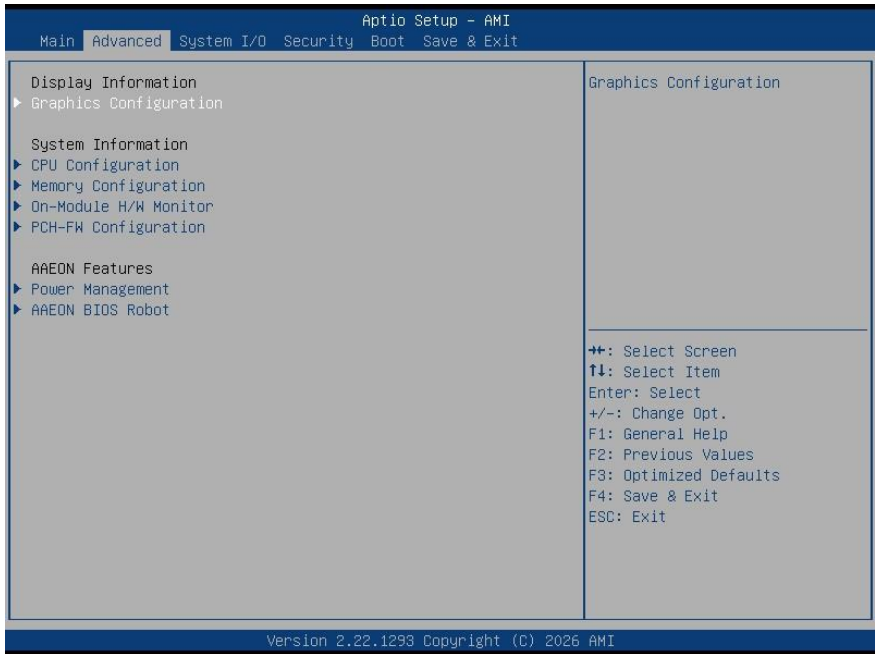 Aptio Setup – AMI
Main Advanced System I/O Security Boot Save & Exit
Display Information
Graphics Configuration
System Information
CPU Configuration
Memory Configuration
On-Module H/W Monitor
PCH-FW Configuration
AAEON Features
Power Management
AAEON BIOS Robot
Graphics Configuration
→←: Select Screen
↑↓: Select Item
Enter: Select
+/-: Change Opt.
F1: General Help
F2: Previous Values
F3: Optimized Defaults
F4: Save & Exit
ESC: Exit
Version 2.22.1293 Copyright (C) 2026 AMI